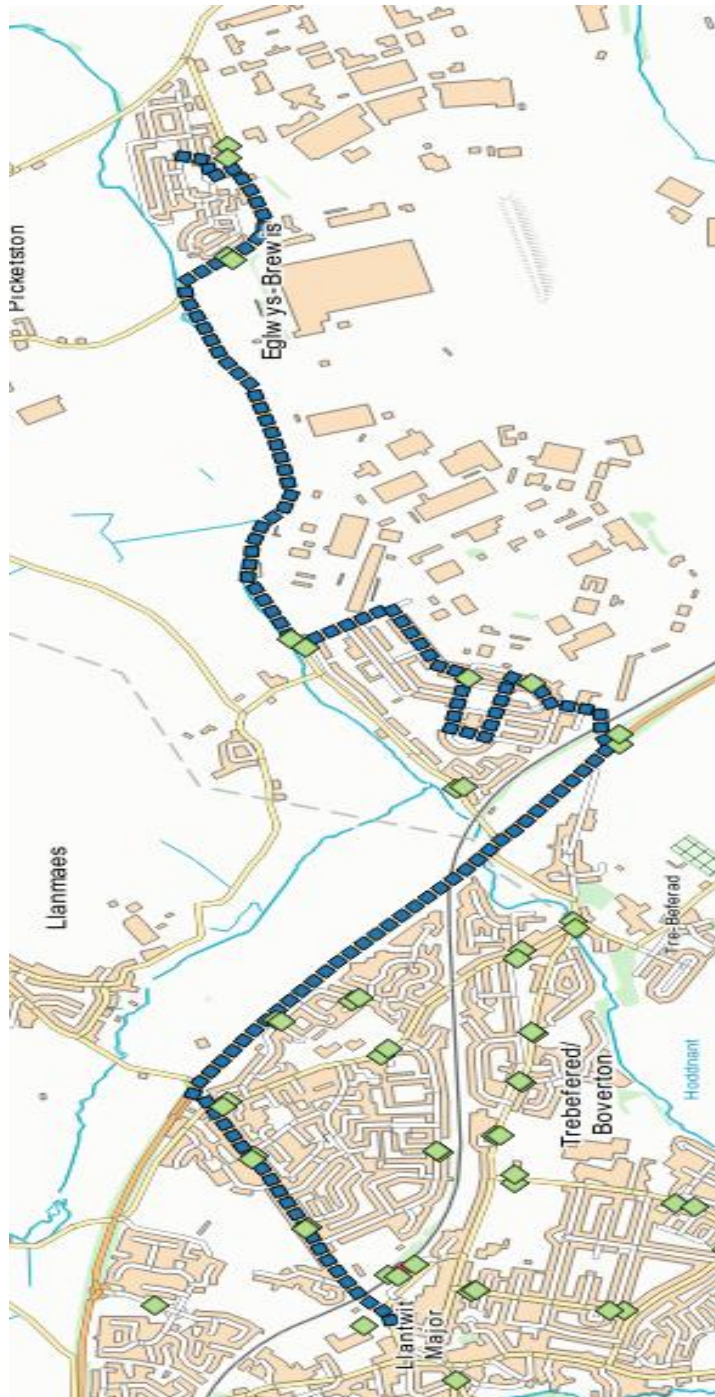 Picketston
Eglwys-Brewis
Llanmaes
Tre-Beferad
Trebefered/
Boverton
Hoddnant
Llantwit
Major